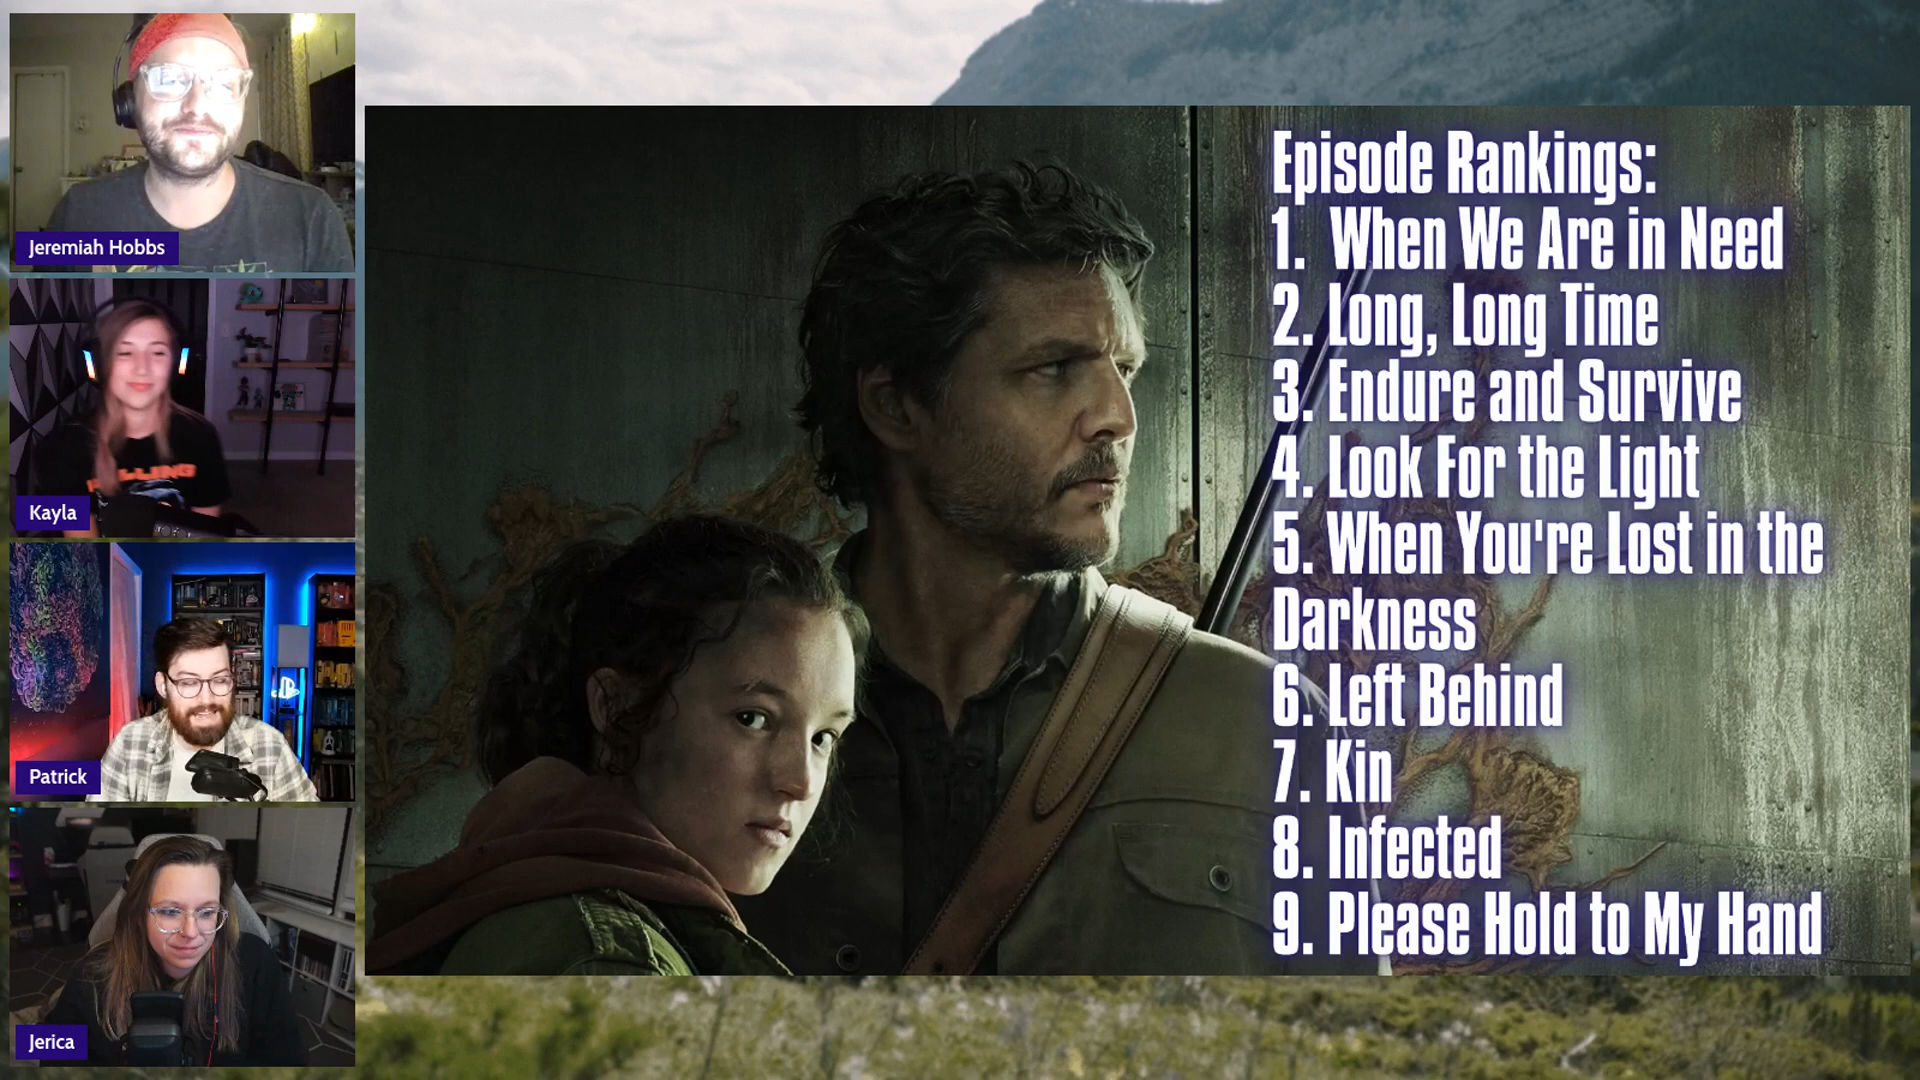 Jeremiah Hobbs
Kayla
Patrick
Jerica
Episode Rankings:
1. When We Are in Need
2. Long, Long Time
3. Endure and Survive
4. Look For the Light
5. When You're Lost in the
Darkness
6. Left Behind
7. Kin
8. Infected
9. Please Hold to My Hand